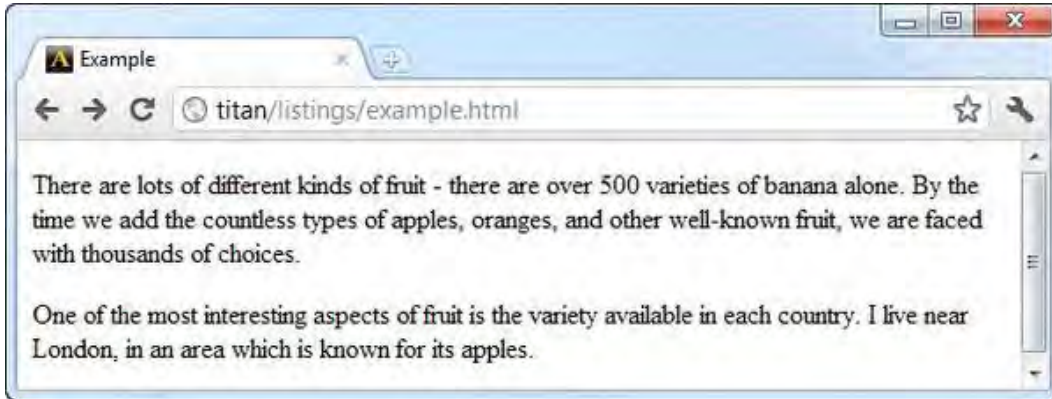 Example
titan/listings/example.html
There are lots of different kinds of fruit - there are over 500 varieties of banana alone. By the
time we add the countless types of apples, oranges, and other well-known fruit, we are faced
with thousands of choices.
One of the most interesting aspects of fruit is the variety available in each country. I live near
London, in an area which is known for its apples.